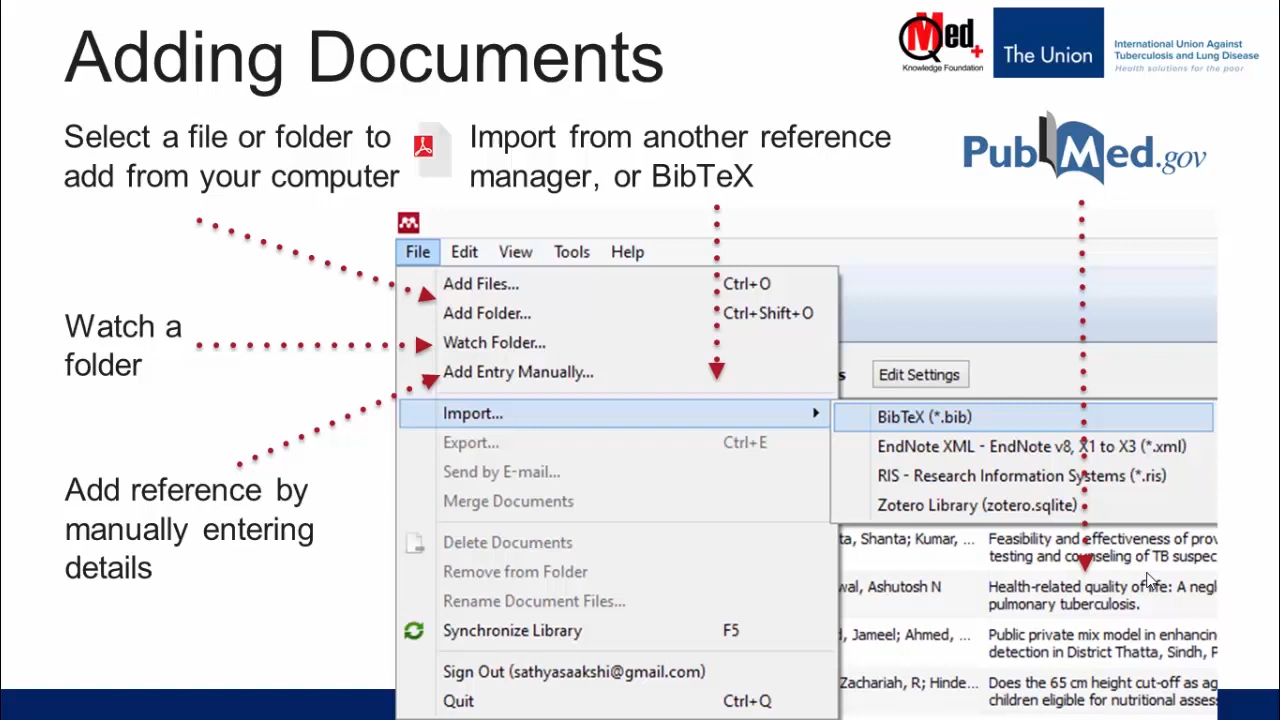 Adding Documents
QMed+
Knowledge Foundation
The Union
International Union Against
Tuberculosis and Lung Disease
Health solutions for the poor
Select a file or folder to
add from your computer
Import from another reference
manager, or BibTeX
PubMed.gov
Watch a
folder
Add reference by
manually entering
details
File Edit View Tools Help
Add Files... Ctrl+O
Add Folder... Ctrl+Shift+O
Watch Folder...
Add Entry Manually...
Import...
Export... Ctrl+E
Send by E-mail...
Merge Documents
Delete Documents
Remove from Folder
Rename Document Files...
Synchronize Library F5
Sign Out (sathyasaakshi@gmail.com)
Quit Ctrl+Q
s Edit Settings
BibTeX (*.bib)
EndNote XML - EndNote v8, X1 to X3 (*.xml)
RIS - Research Information Systems (*.ris)
Zotero Library (zotero.sqlite)
ta, Shanta; Kumar, ... Feasibility and effectiveness of prov
testing and counseling of TB suspec
wal, Ashutosh N Health-related quality of life: A negl
pulmonary tuberculosis.
, Jameel; Ahmed, ... Public private mix model in enhancing
detection in District Thatta, Sindh, P
Zachariah, R; Hinde... Does the 65 cm height cut-off as ag
children eligible for nutritional assess